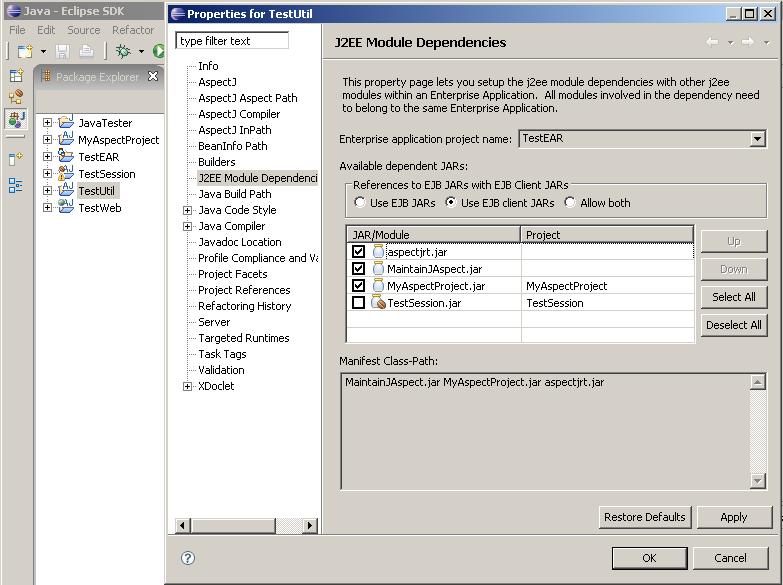 Java - Eclipse SDK
File Edit Source Refactor
Package Explorer
JavaTester
MyAspectProject
TestEAR
TestSession
TestUtil
TestWeb
Properties for TestUtil
type filter text
Info
AspectJ
AspectJ Aspect Path
AspectJ Compiler
AspectJ InPath
BeanInfo Path
Builders
J2EE Module Dependenci
Java Build Path
Java Code Style
Java Compiler
Javadoc Location
Profile Compliance and Va
Project Facets
Project References
Refactoring History
Server
Targeted Runtimes
Task Tags
Validation
XDoclet
J2EE Module Dependencies
This property page lets you setup the j2ee module dependencies with other j2ee
modules within an Enterprise Application. All modules involved in the dependency need
to belong to the same Enterprise Application.
Enterprise application project name: TestEAR
Available dependent JARs:
References to EJB JARs with EJB Client JARs
Use EJB JARs Use EJB client JARs Allow both
JAR/Module Project
aspectjrt.jar
MaintainJAspect.jar
MyAspectProject.jar MyAspectProject
TestSession.jar TestSession
Up
Down
Select All
Deselect All
Manifest Class-Path:
MaintainJAspect.jar MyAspectProject.jar aspectjrt.jar
Restore Defaults Apply
? OK Cancel